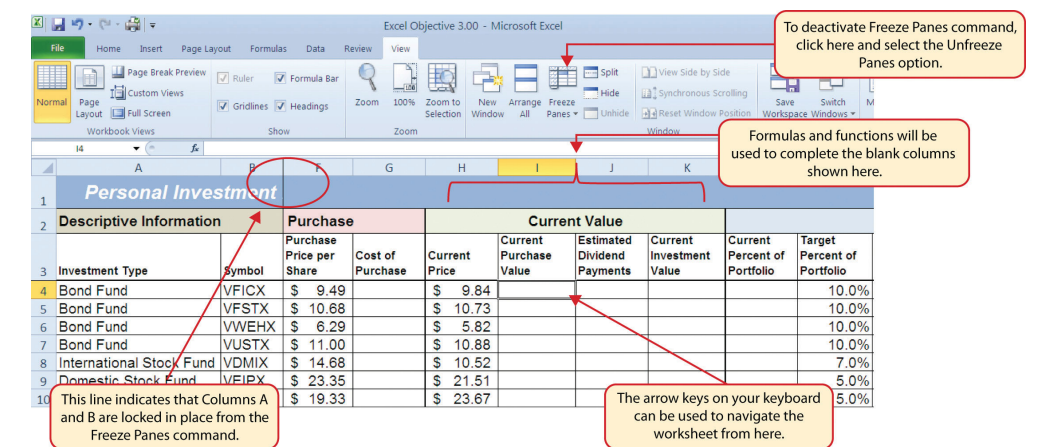 Excel Objective 3.00 - Microsoft Excel
To deactivate Freeze Panes command,
click here and select the Unfreeze
Panes option.
File Home Insert Page Layout Formulas Data Review View
Normal
Page
Layout
Page Break Preview
Custom Views
Full Screen
Workbook Views
Ruler Formula Bar
Gridlines Headings
Show
Zoom 100% Zoom to
Selection
Zoom
New
Window
Arrange
All
Freeze
Panes
Split
Hide
Unhide
View Side by Side
Synchronous Scrolling
Reset Window Position
Window
Save
Workspace
Switch
Windows
M
Formulas and functions will be
used to complete the blank columns
shown here.
I4 fx
A B F G H I J K
1 Personal Investment
2 Descriptive Information Purchase Current Value
3 Investment Type Symbol Purchase Price per Share Cost of Purchase Current Price Current Purchase Value Estimated Dividend Payments Current Investment Value Current Percent of Portfolio Target Percent of Portfolio
4 Bond Fund VFICX $ 9.49 $ 9.84 10.0%
5 Bond Fund VFSTX $ 10.68 $ 10.73 10.0%
6 Bond Fund VWEHX $ 6.29 $ 5.82 10.0%
7 Bond Fund VUSTX $ 11.00 $ 10.88 10.0%
8 International Stock Fund VDMIX $ 14.68 $ 10.52 7.0%
9 Domestic Stock Fund VEIPX $ 23.35 $ 21.51 5.0%
10 $ 19.33 $ 23.67 5.0%
This line indicates that Columns A
and B are locked in place from the
Freeze Panes command.
The arrow keys on your keyboard
can be used to navigate the
worksheet from here.